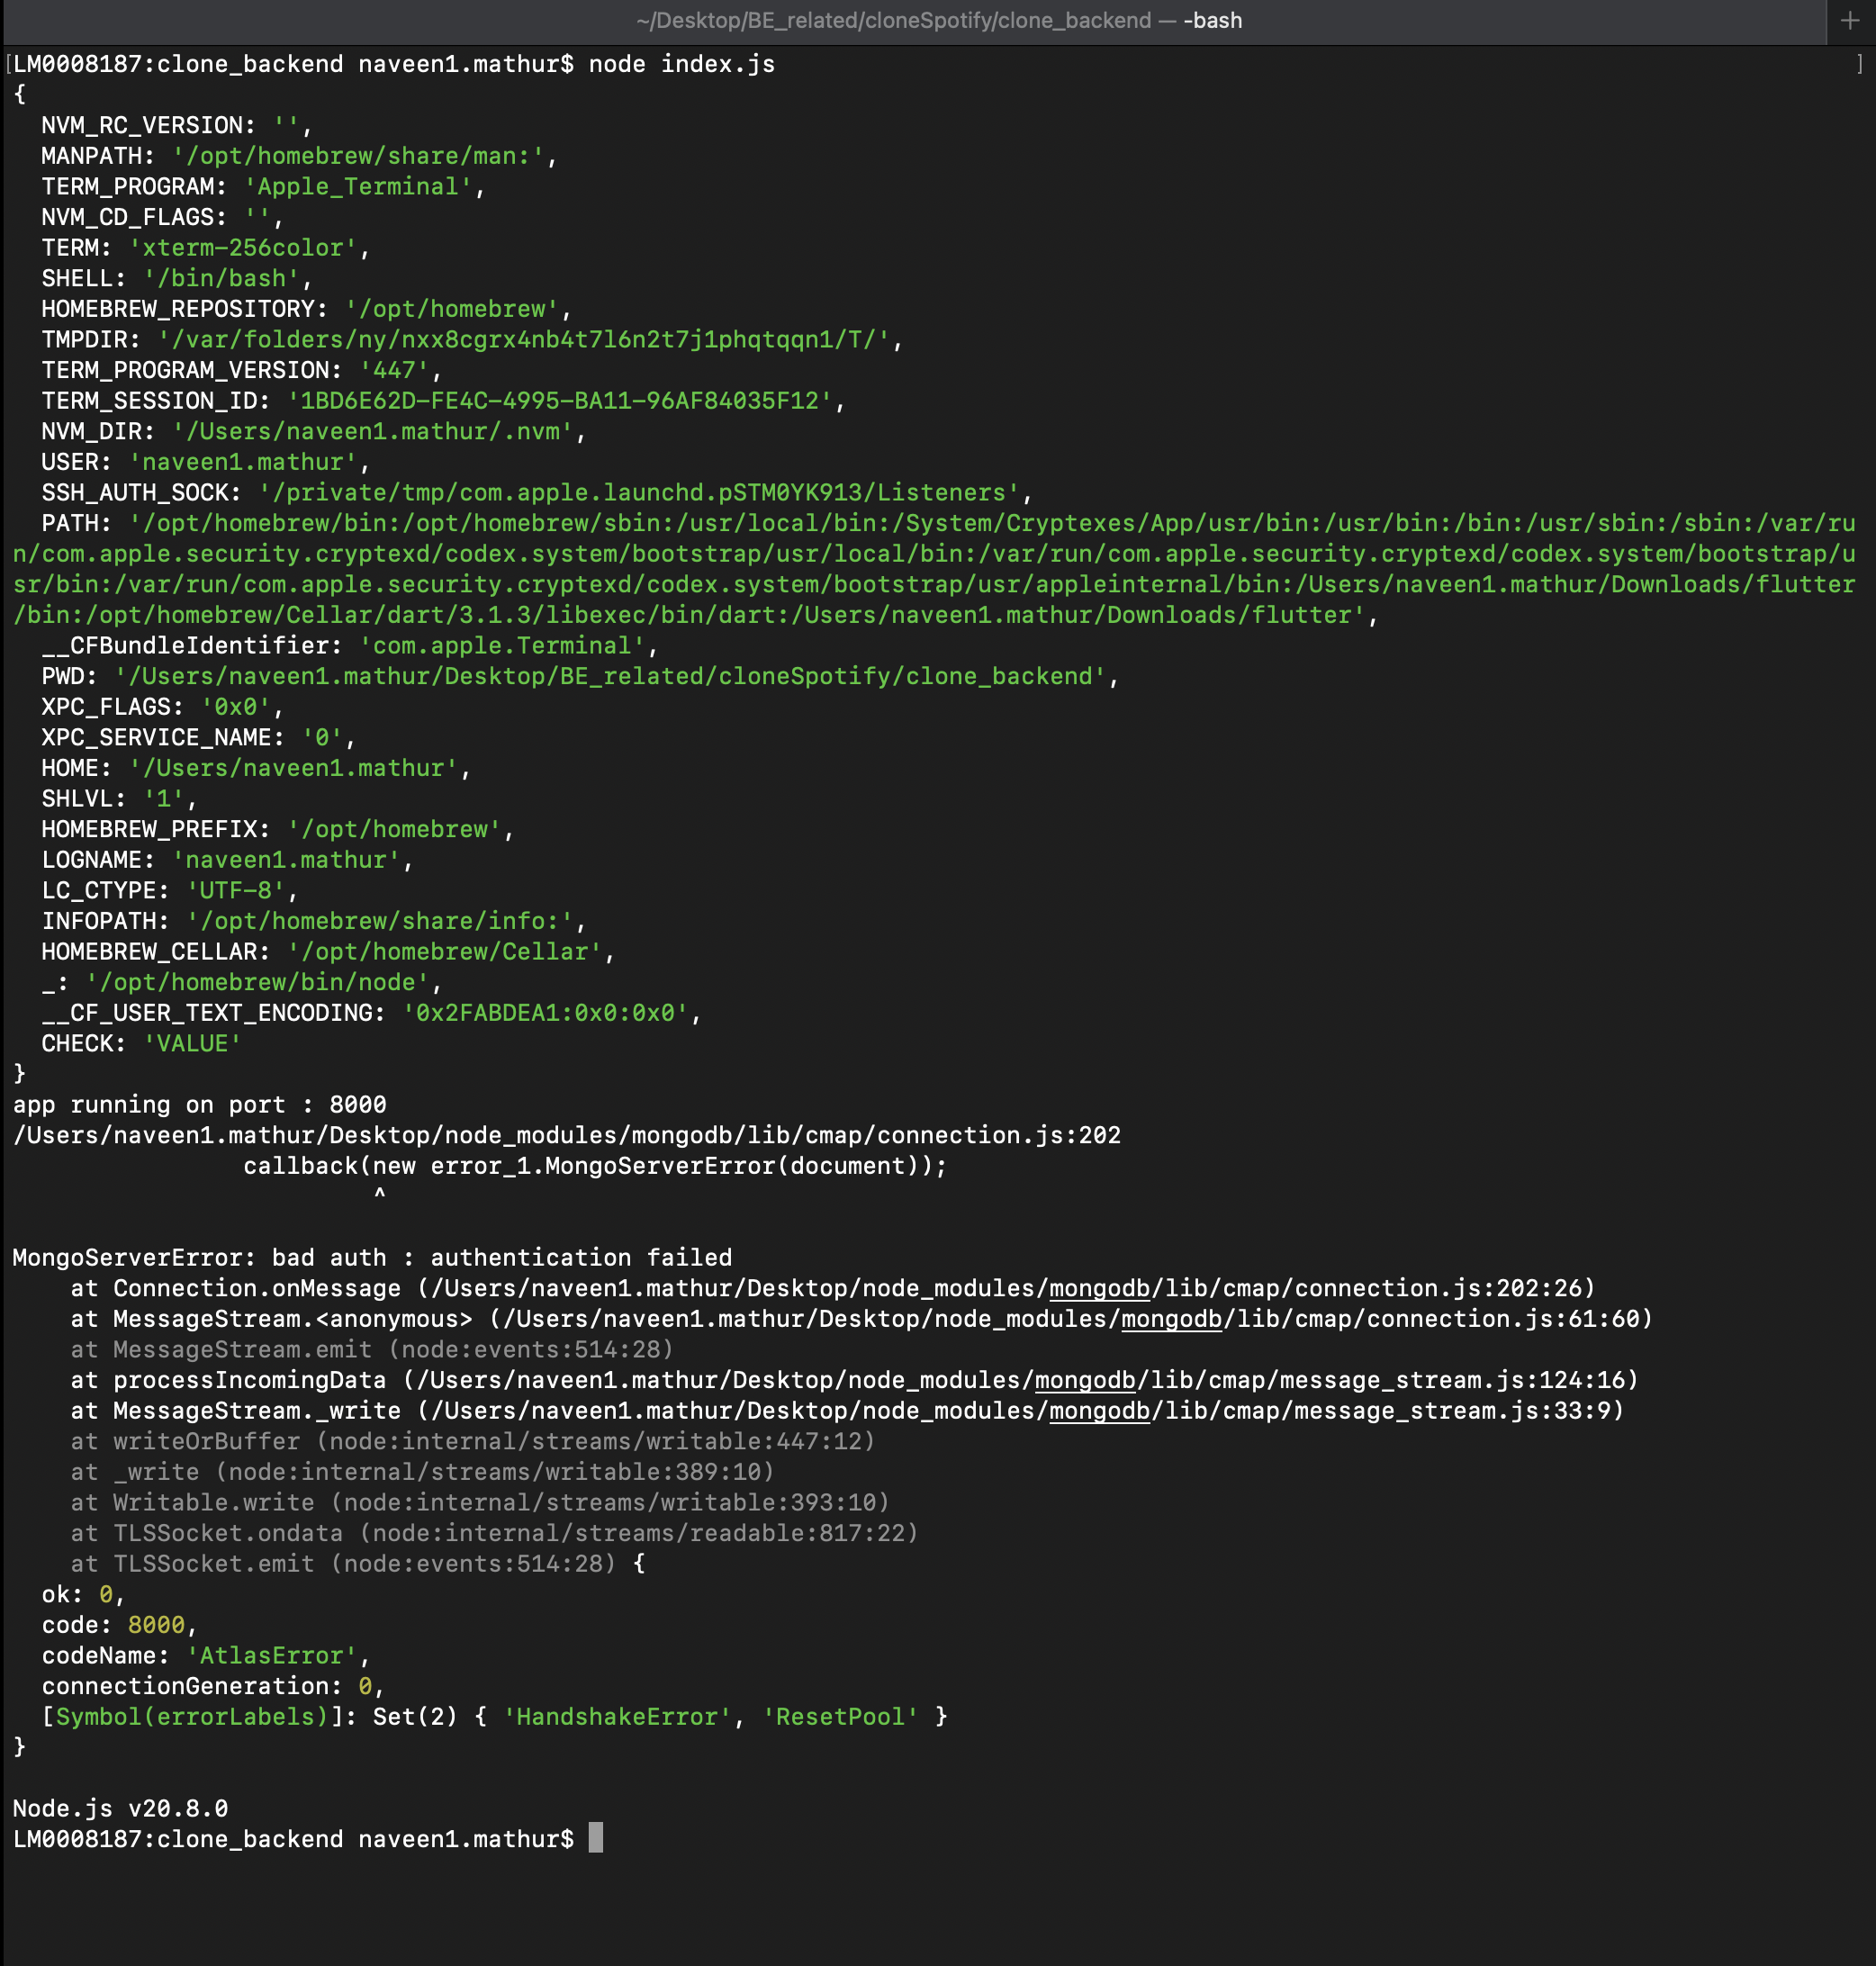 ~/Desktop/BE_related/cloneSpotify/clone_backend — -bash +
[LM0008187:clone_backend naveen1.mathur$ node index.js ]
{
  NVM_RC_VERSION: '',
  MANPATH: '/opt/homebrew/share/man:',
  TERM_PROGRAM: 'Apple_Terminal',
  NVM_CD_FLAGS: '',
  TERM: 'xterm-256color',
  SHELL: '/bin/bash',
  HOMEBREW_REPOSITORY: '/opt/homebrew',
  TMPDIR: '/var/folders/ny/nxx8cgrx4nb4t7l6n2t7j1phqtqqn1/T/',
  TERM_PROGRAM_VERSION: '447',
  TERM_SESSION_ID: '1BD6E62D-FE4C-4995-BA11-96AF84035F12',
  NVM_DIR: '/Users/naveen1.mathur/.nvm',
  USER: 'naveen1.mathur',
  SSH_AUTH_SOCK: '/private/tmp/com.apple.launchd.pSTM0YK913/Listeners',
  PATH: '/opt/homebrew/bin:/opt/homebrew/sbin:/usr/local/bin:/System/Cryptexes/App/usr/bin:/usr/bin:/bin:/usr/sbin:/sbin:/var/ru
n/com.apple.security.cryptexd/codex.system/bootstrap/usr/local/bin:/var/run/com.apple.security.cryptexd/codex.system/bootstrap/u
sr/bin:/var/run/com.apple.security.cryptexd/codex.system/bootstrap/usr/appleinternal/bin:/Users/naveen1.mathur/Downloads/flutter
/bin:/opt/homebrew/Cellar/dart/3.1.3/libexec/bin/dart:/Users/naveen1.mathur/Downloads/flutter',
  __CFBundleIdentifier: 'com.apple.Terminal',
  PWD: '/Users/naveen1.mathur/Desktop/BE_related/cloneSpotify/clone_backend',
  XPC_FLAGS: '0x0',
  XPC_SERVICE_NAME: '0',
  HOME: '/Users/naveen1.mathur',
  SHLVL: '1',
  HOMEBREW_PREFIX: '/opt/homebrew',
  LOGNAME: 'naveen1.mathur',
  LC_CTYPE: 'UTF-8',
  INFOPATH: '/opt/homebrew/share/info:',
  HOMEBREW_CELLAR: '/opt/homebrew/Cellar',
  _: '/opt/homebrew/bin/node',
  __CF_USER_TEXT_ENCODING: '0x2FABDEA1:0x0:0x0',
  CHECK: 'VALUE'
}
app running on port : 8000
/Users/naveen1.mathur/Desktop/node_modules/mongodb/lib/cmap/connection.js:202
                callback(new error_1.MongoServerError(document));
                         ^
MongoServerError: bad auth : authentication failed
    at Connection.onMessage (/Users/naveen1.mathur/Desktop/node_modules/mongodb/lib/cmap/connection.js:202:26)
    at MessageStream.<anonymous> (/Users/naveen1.mathur/Desktop/node_modules/mongodb/lib/cmap/connection.js:61:60)
    at MessageStream.emit (node:events:514:28)
    at processIncomingData (/Users/naveen1.mathur/Desktop/node_modules/mongodb/lib/cmap/message_stream.js:124:16)
    at MessageStream._write (/Users/naveen1.mathur/Desktop/node_modules/mongodb/lib/cmap/message_stream.js:33:9)
    at writeOrBuffer (node:internal/streams/writable:447:12)
    at _write (node:internal/streams/writable:389:10)
    at Writable.write (node:internal/streams/writable:393:10)
    at TLSSocket.ondata (node:internal/streams/readable:817:22)
    at TLSSocket.emit (node:events:514:28) {
  ok: 0,
  code: 8000,
  codeName: 'AtlasError',
  connectionGeneration: 0,
  [Symbol(errorLabels)]: Set(2) { 'HandshakeError', 'ResetPool' }
}
Node.js v20.8.0
LM0008187:clone_backend naveen1.mathur$